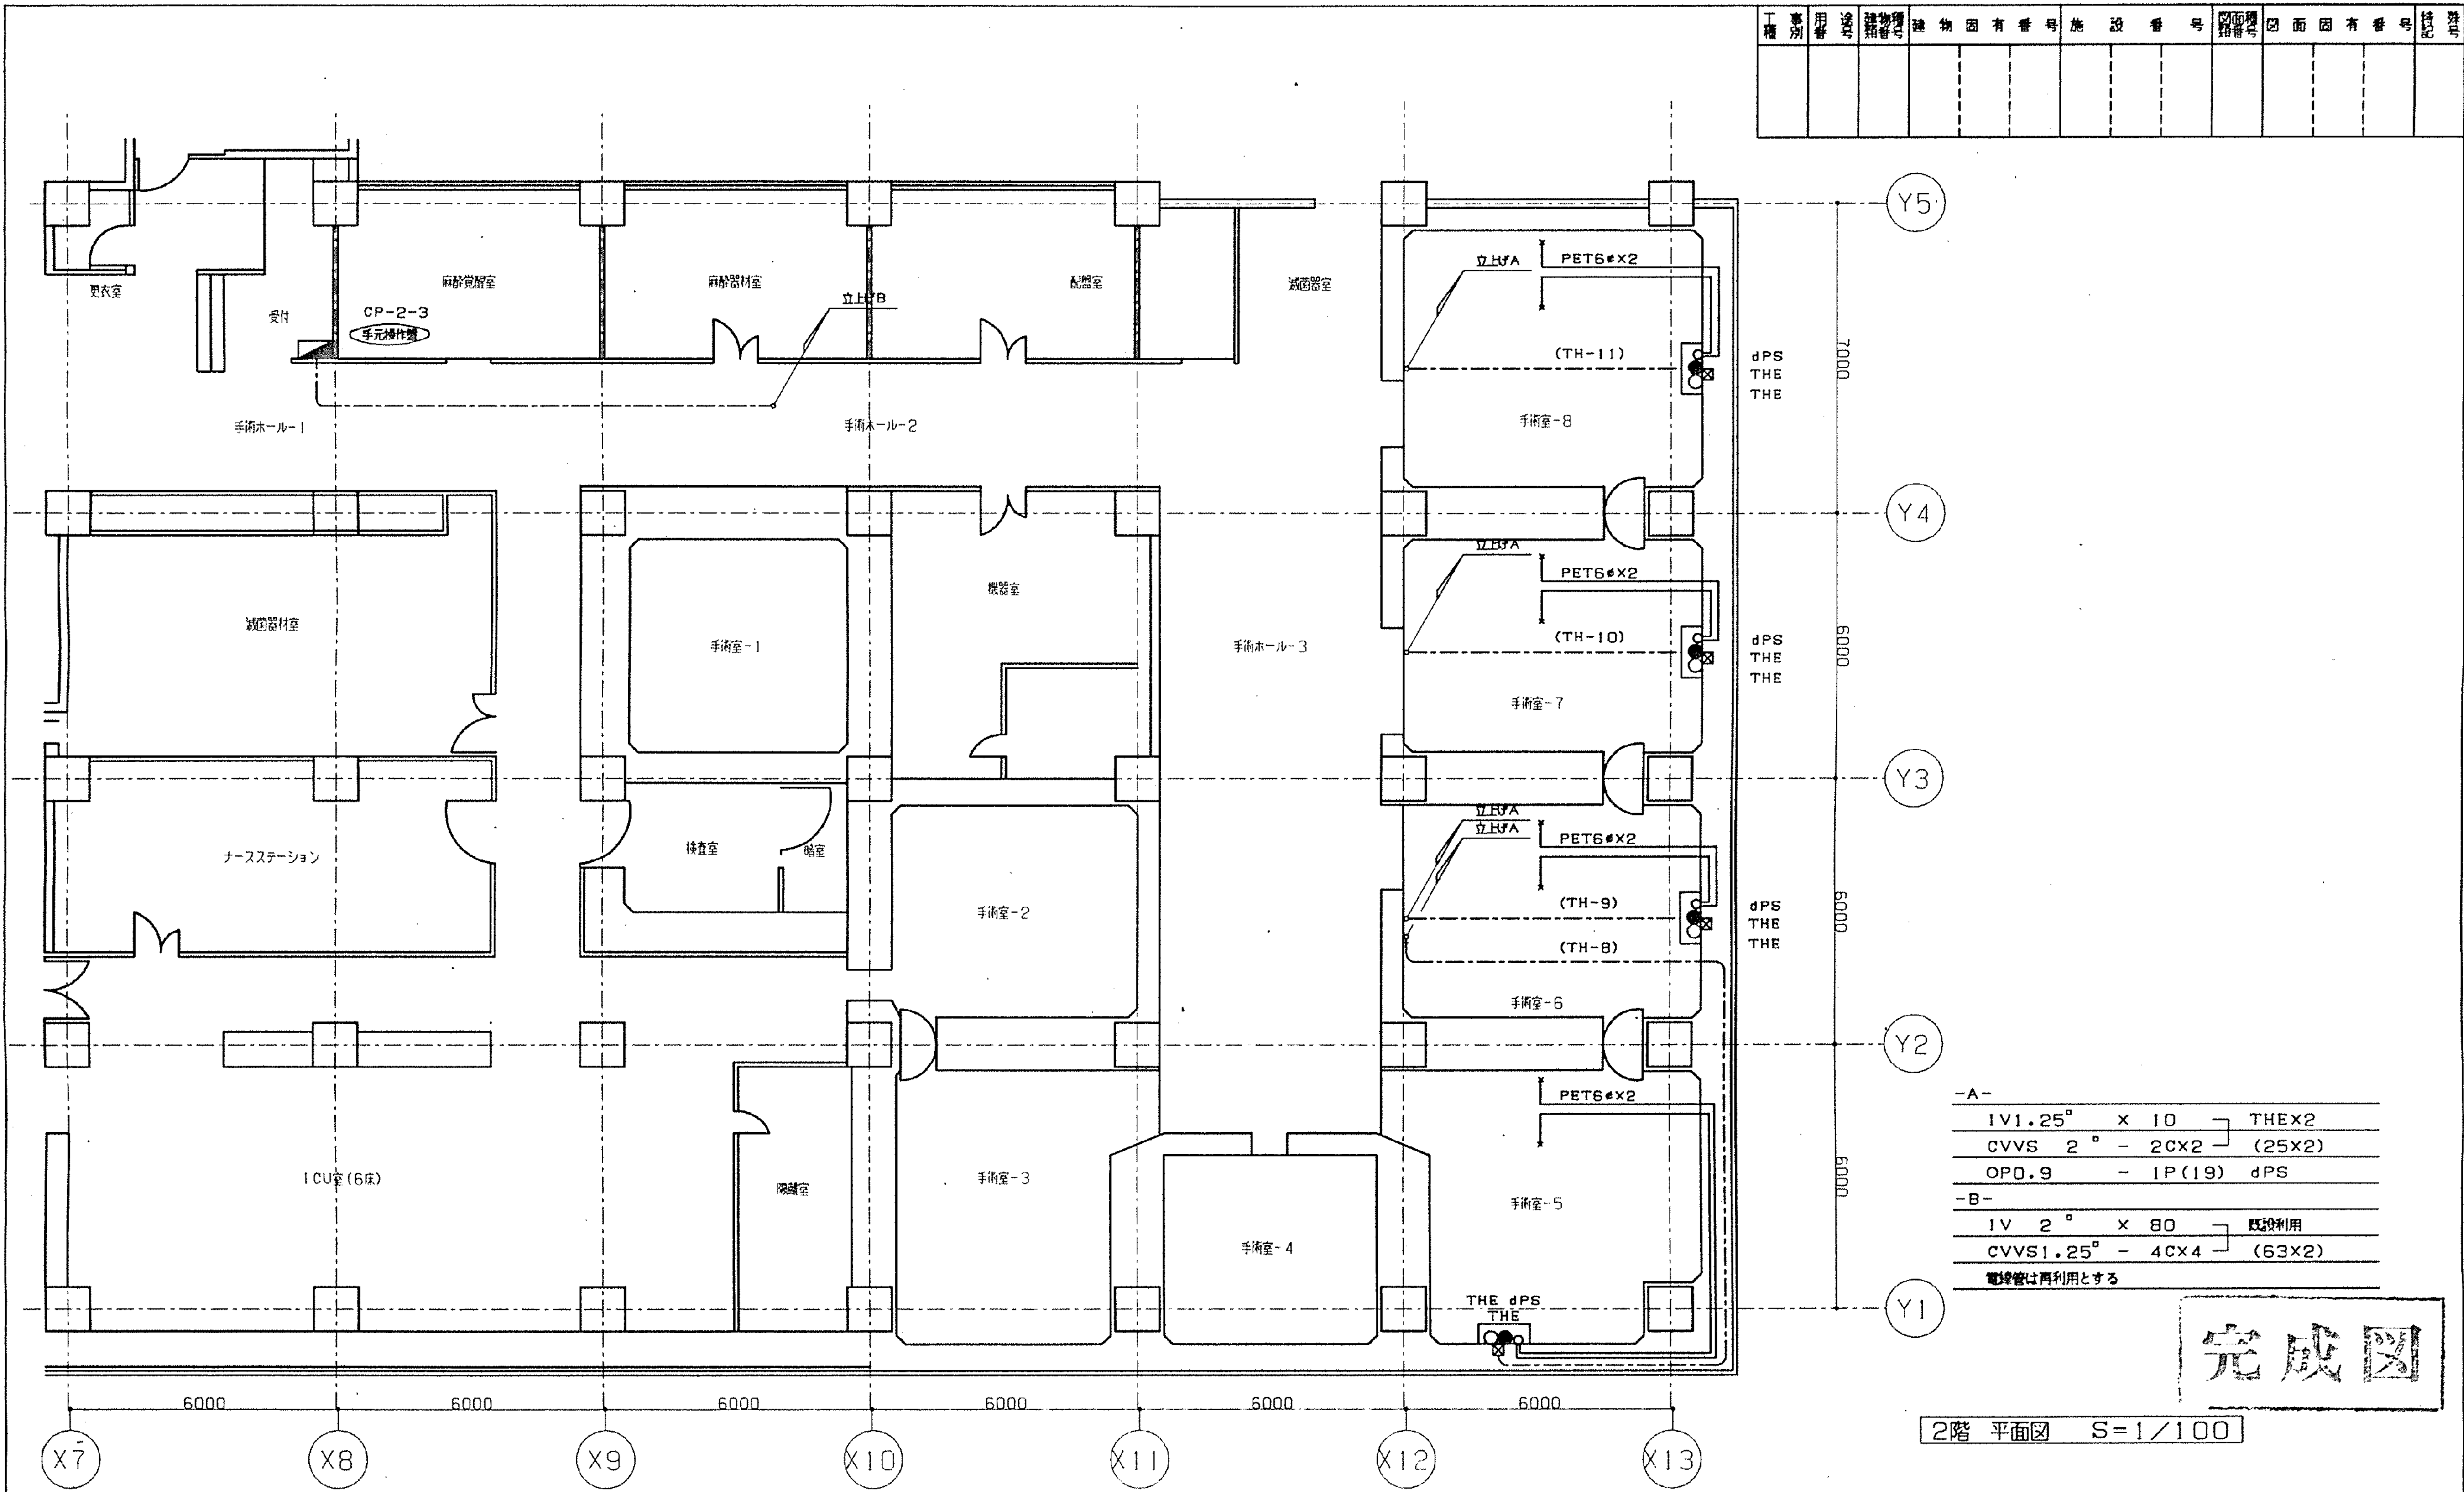 工事種別 用途番号 建物種類番号 建物固有番号 施設番号 図面種類番号 図面固有番号 特殊記号
Y5
更衣室
受付
CP-2-3
手元操作盤
麻酔覚醒室
麻酔器材室
立上げB
配盤室
滅菌器室
立上げA
PET6φX2
(TH-11)
dPS
THE
THE
7000
手術ホール-1
手術ホール-2
手術室-8
Y4
滅菌器材室
手術室-1
機器室
手術ホール-3
立上げA
PET6φX2
(TH-10)
dPS
THE
THE
6000
手術室-7
Y3
ナースステーション
検査室
暗室
手術室-2
立上げA
立上げA
PET6φX2
(TH-9)
(TH-8)
dPS
THE
THE
6000
手術室-6
Y2
ICU室(6床)
隔離室
手術室-3
手術室-4
PET6φX2
手術室-5
6000
THE dPS
THE
Y1
-A-
IV1.25□ × 10 THEX2
CVVS 2□ - 2CX2 (25X2)
OP0.9 - 1P(19) dPS
-B-
IV 2□ × 80 既設利用
CVVS1.25□ - 4CX4 (63X2)
電線管は再利用とする
完成図
6000 6000 6000 6000 6000 6000
X7 X8 X9 X10 X11 X12 X13
2階 平面図 S=1/100